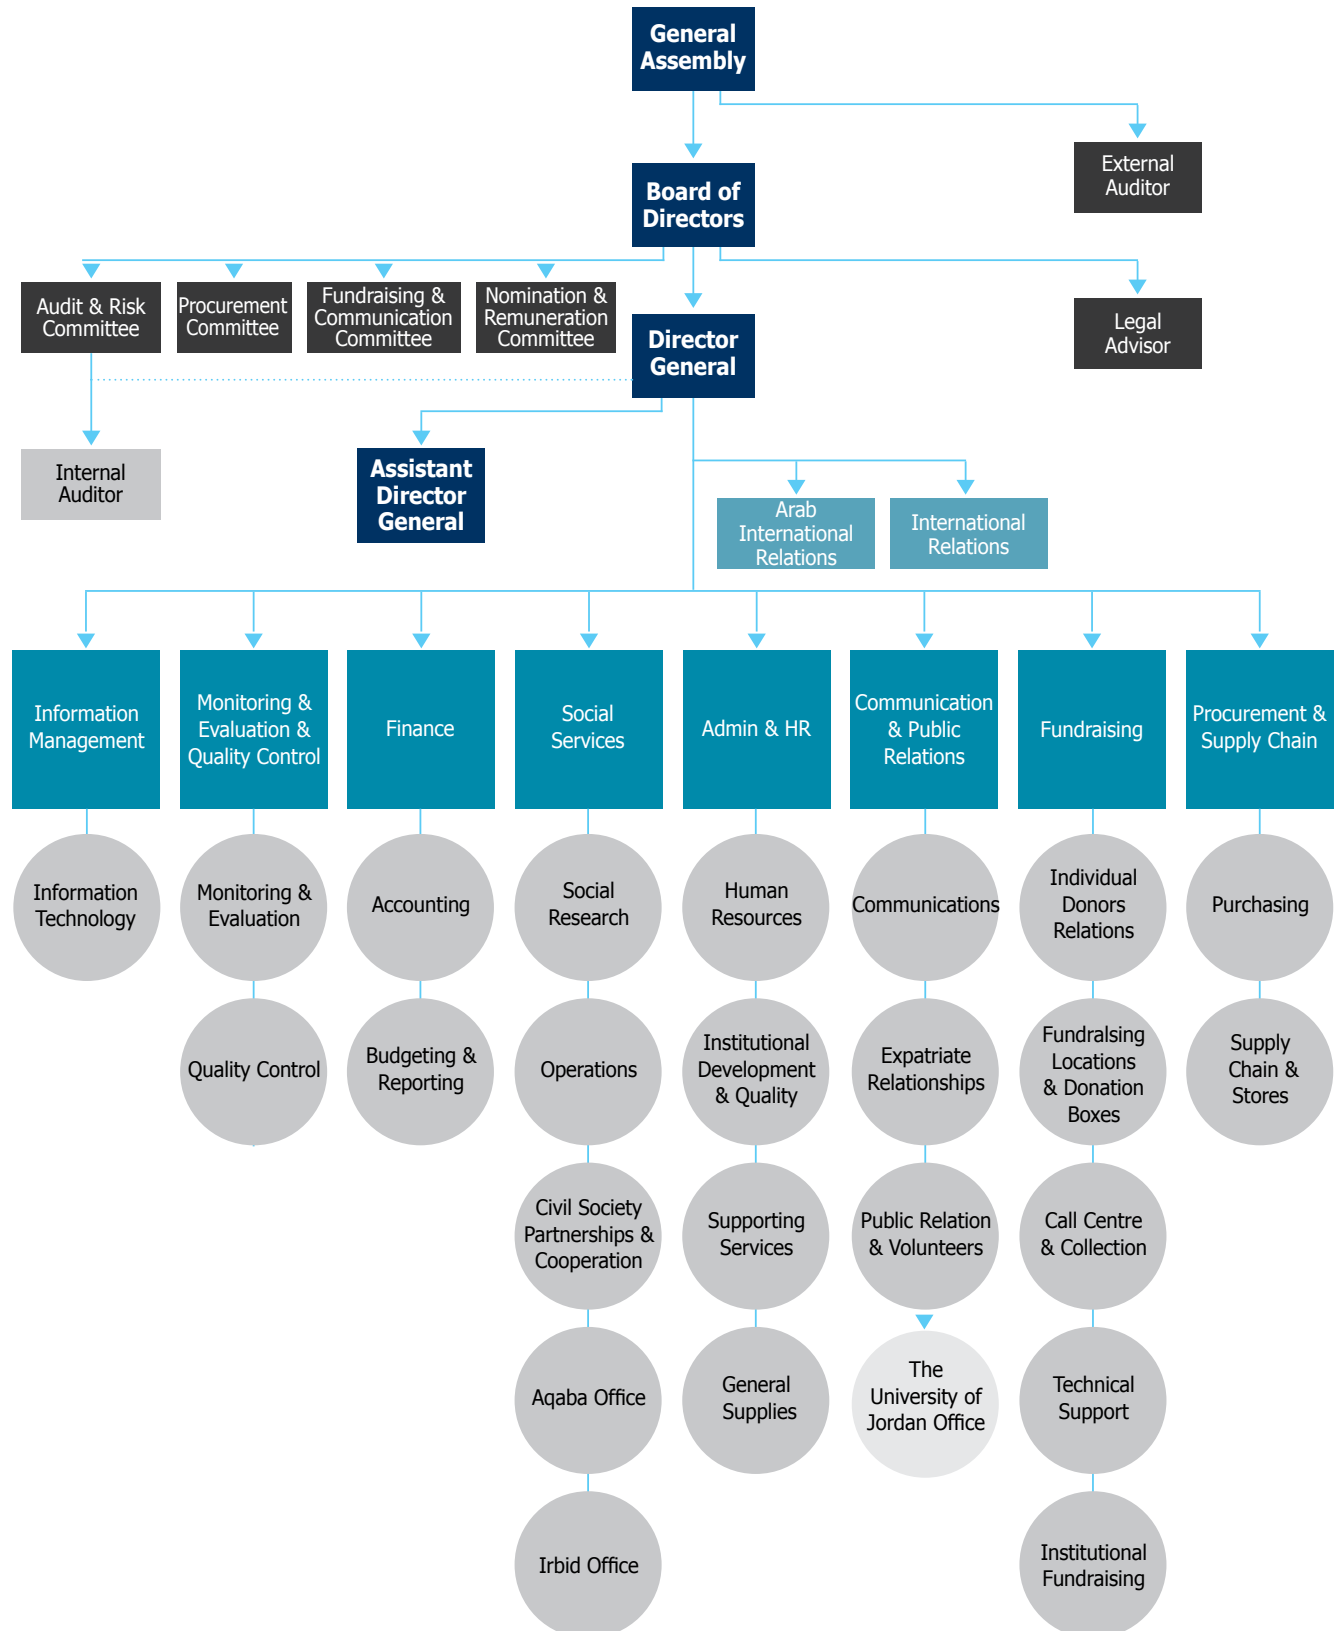 General
Assembly
External
Auditor
Board of
Directors
Audit & Risk
Committee
Procurement
Committee
Fundraising &
Communication
Committee
Nomination &
Remuneration
Committee
Director
General
Legal
Advisor
Internal
Auditor
Assistant
Director
General
Arab
International
Relations
International
Relations
Information
Management
Monitoring &
Evaluation &
Quality Control
Finance
Social
Services
Admin & HR
Communication
& Public
Relations
Fundraising
Procurement &
Supply Chain
Information
Technology
Monitoring &
Evaluation
Accounting
Social
Research
Human
Resources
Communications
Individual
Donors
Relations
Purchasing
Quality Control
Budgeting &
Reporting
Operations
Institutional
Development
& Quality
Expatriate
Relationships
Fundralsing
Locations
& Donation
Boxes
Supply
Chain &
Stores
Civil Society
Partnerships &
Cooperation
Supporting
Services
Public Relation
& Volunteers
Call Centre
& Collection
Aqaba Office
General
Supplies
The
University of
Jordan Office
Technical
Support
Irbid Office
Institutional
Fundraising